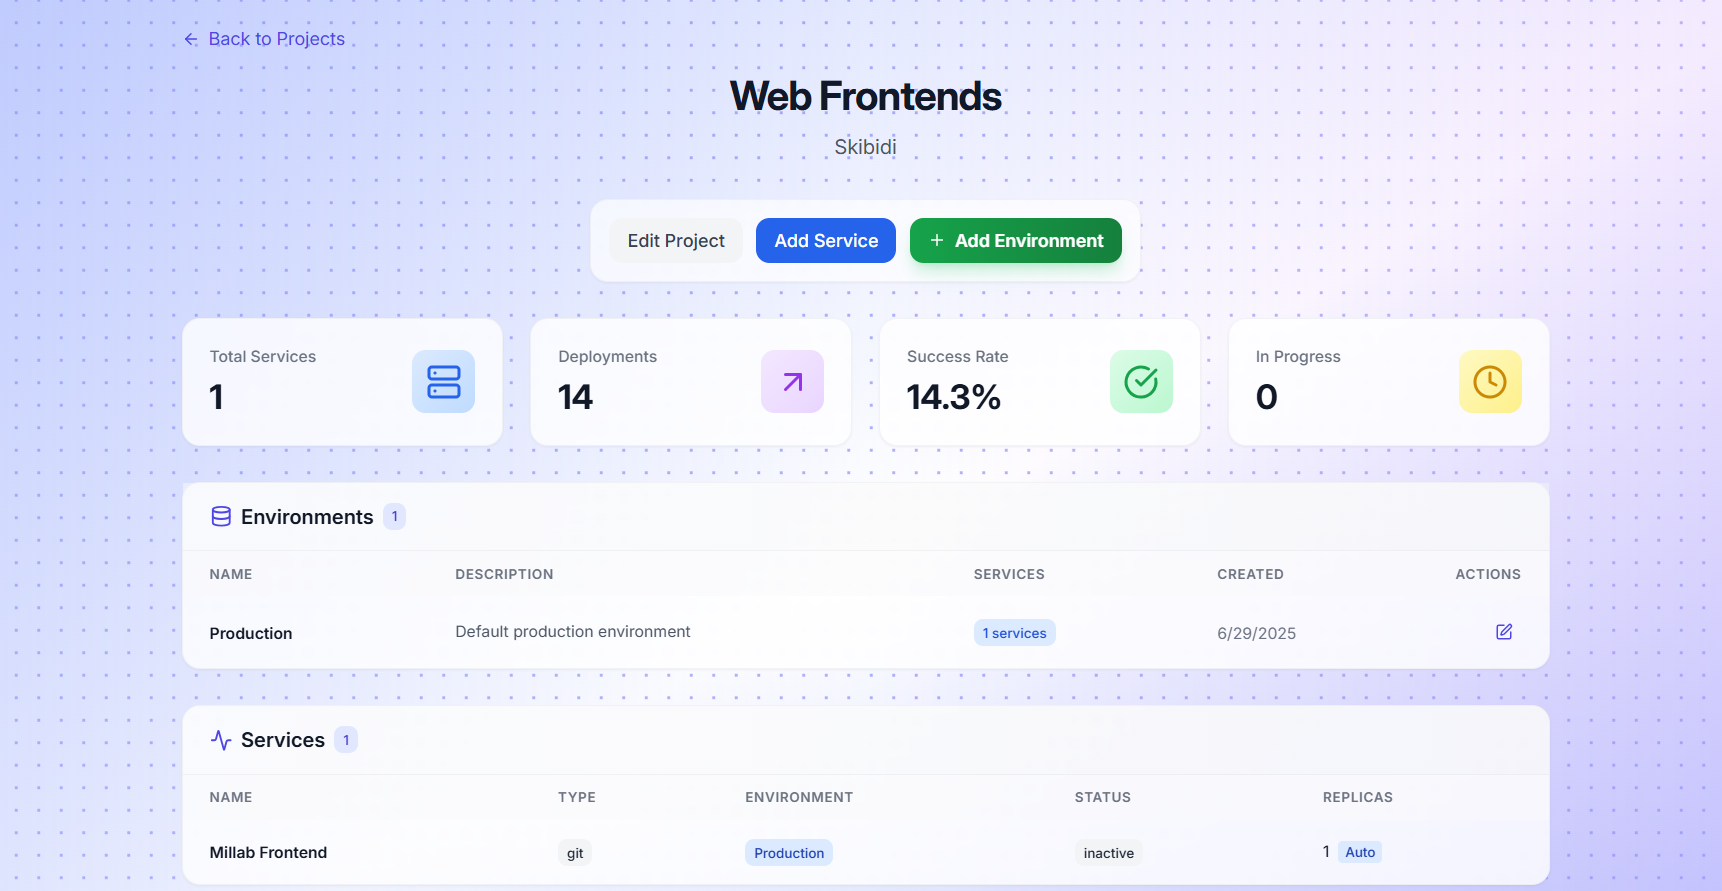 Back to Projects
Web Frontends
Skibidi
Edit Project Add Service + Add Environment
Total Services
1
Deployments
14
Success Rate
14.3%
In Progress
0
Environments 1
NAME DESCRIPTION SERVICES CREATED ACTIONS
Production Default production environment 1 services 6/29/2025
Services 1
NAME TYPE ENVIRONMENT STATUS REPLICAS
Millab Frontend git Production inactive 1 Auto